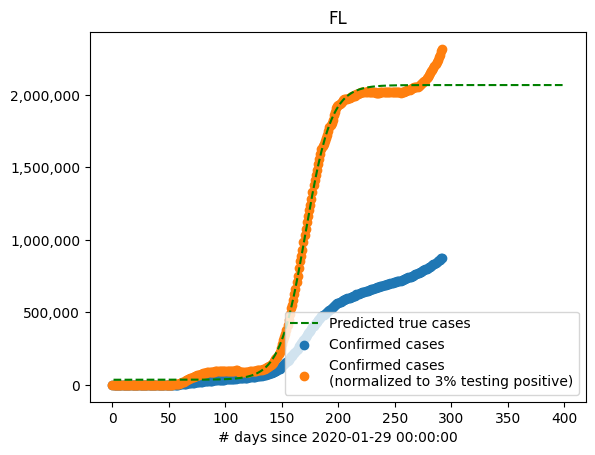 FL
2,000,000
1,500,000
1,000,000
500,000
0
Predicted true cases
Confirmed cases
Confirmed cases
(normalized to 3% testing positive)
0 50 100 150 200 250 300 350 400
# days since 2020-01-29 00:00:00